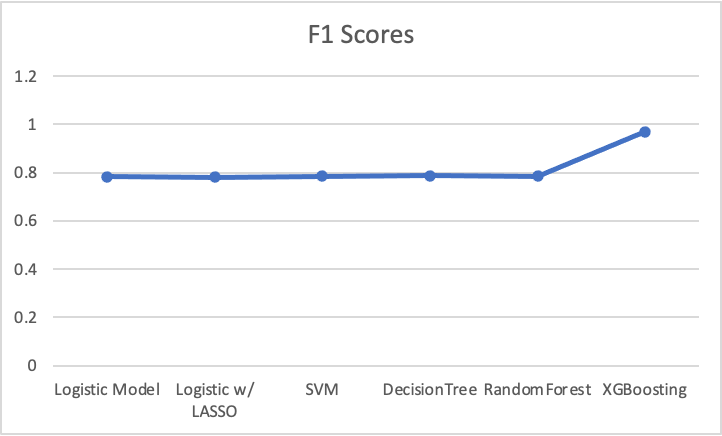 F1 Scores
1.2
1
0.8
0.6
0.4
0.2
0
Logistic Model
Logistic w/
LASSO
SVM
DecisionTree
RandomForest
XGBoosting